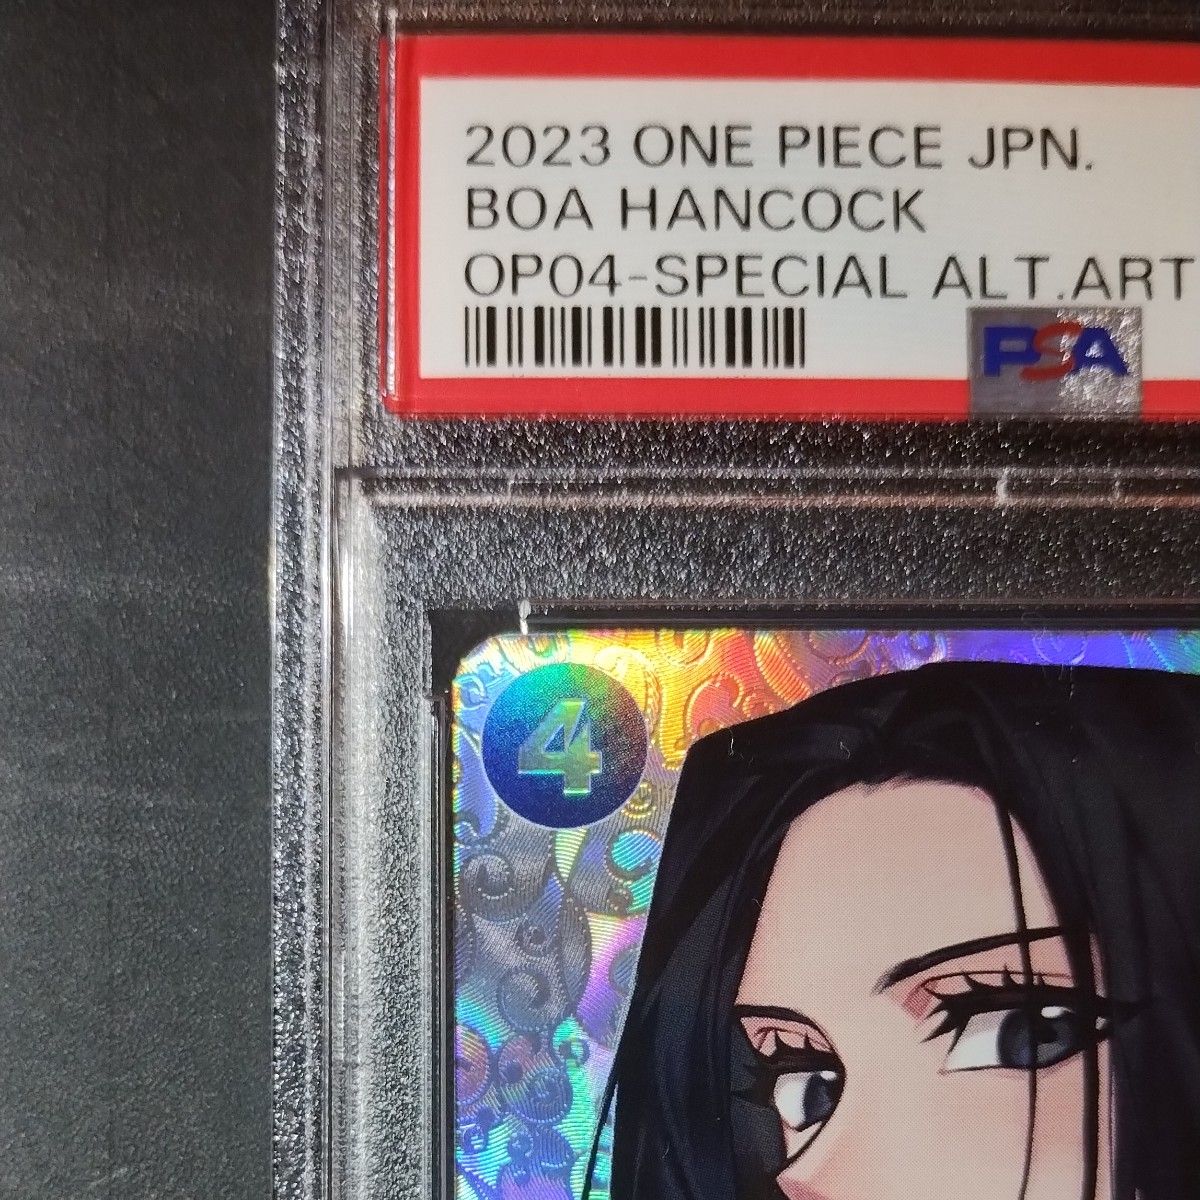 2023 ONE PIECE JPN.
BOA HANCOCK
OP04-SPECIAL ALT.ART
PSA
4